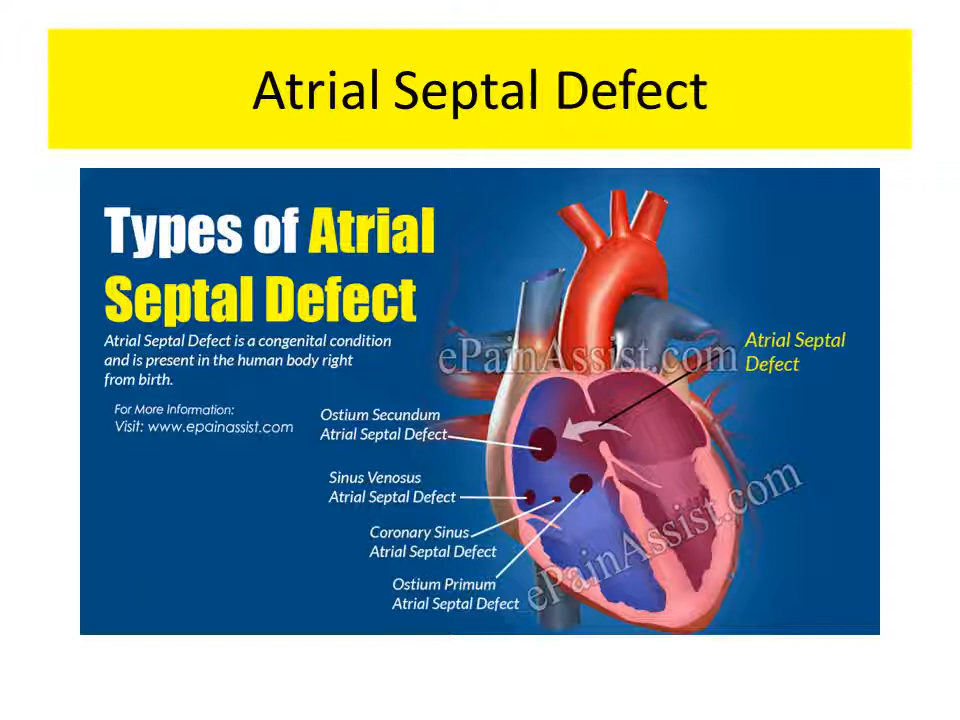 Atrial Septal Defect
Types of Atrial
Septal Defect
Atrial Septal Defect is a congenital condition
and is present in the human body right
from birth.
For More Information:
Visit: www.epainassist.com
ePainAssist.com
Atrial Septal
Defect
Ostium Secundum
Atrial Septal Defect
Sinus Venosus
Atrial Septal Defect
Coronary Sinus
Atrial Septal Defect
Ostium Primum
Atrial Septal Defect
ePainAssist.com